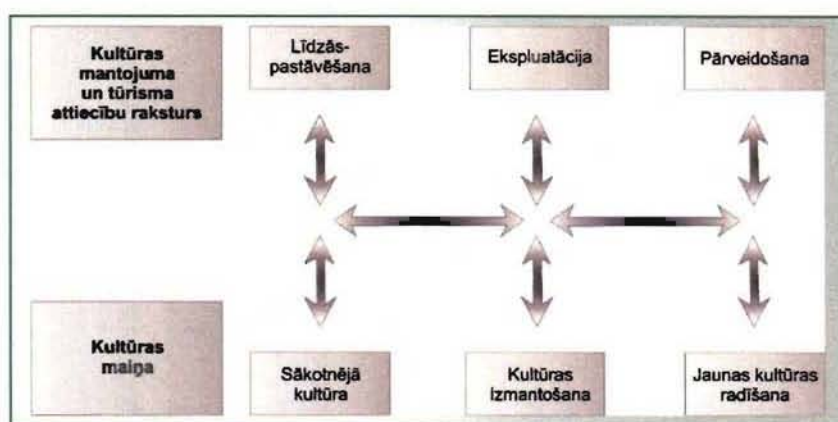 Kultūras
mantojuma
un tūrisma
attiecību raksturs
Līdzās-
pastāvēšana
Ekspluatācija
Pārveidošana
Kultūras
maiņa
Sākotnējā
kultūra
Kultūras
izmantošana
Jaunas kultūras
radīšana